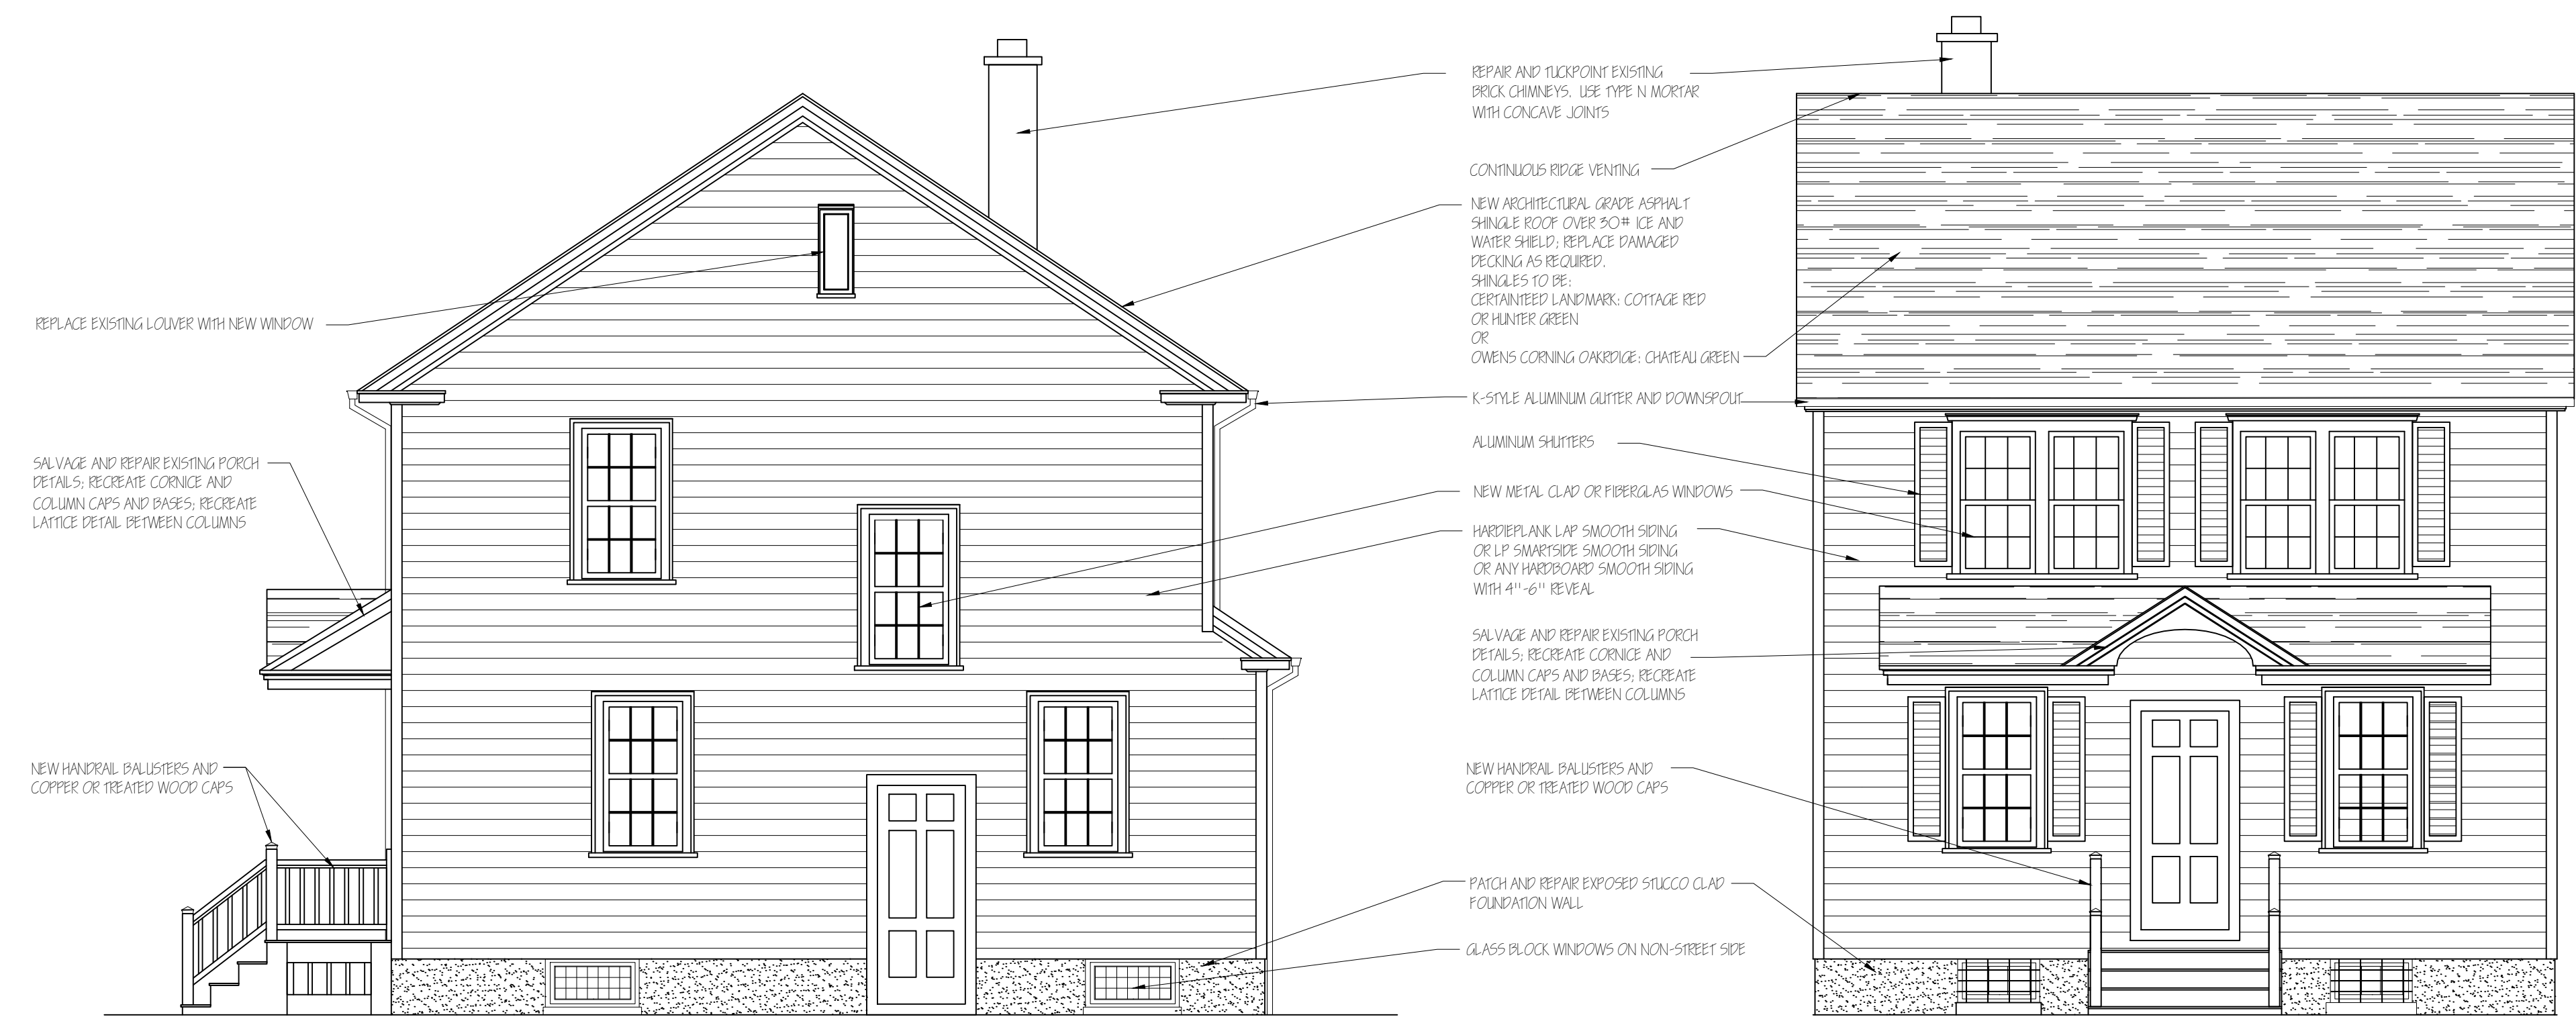 REPLACE EXISTING LOUVER WITH NEW WINDOW
SALVAGE AND REPAIR EXISTING PORCH
DETAILS; RECREATE CORNICE AND
COLUMN CAPS AND BASES; RECREATE
LATTICE DETAIL BETWEEN COLUMNS
NEW HANDRAIL BALUSTERS AND
COPPER OR TREATED WOOD CAPS
REPAIR AND TUCKPOINT EXISTING
BRICK CHIMNEYS. USE TYPE N MORTAR
WITH CONCAVE JOINTS
CONTINUOUS RIDGE VENTING
NEW ARCHITECTURAL GRADE ASPHALT
SHINGLE ROOF OVER 30# ICE AND
WATER SHIELD; REPLACE DAMAGED
DECKING AS REQUIRED.
SHINGLES TO BE:
CERTAINTEED LANDMARK: COTTAGE RED
OR HUNTER GREEN
OR
OWENS CORNING OAKRDIGE: CHATEAU GREEN
K-STYLE ALUMINUM GUTTER AND DOWNSPOUT
ALUMINUM SHUTTERS
NEW METAL CLAD OR FIBERGLAS WINDOWS
HARDIEPLANK LAP SMOOTH SIDING
OR LP SMARTSIDE SMOOTH SIDING
OR ANY HARDBOARD SMOOTH SIDING
WITH 4"-6" REVEAL
SALVAGE AND REPAIR EXISTING PORCH
DETAILS; RECREATE CORNICE AND
COLUMN CAPS AND BASES; RECREATE
LATTICE DETAIL BETWEEN COLUMNS
NEW HANDRAIL BALUSTERS AND
COPPER OR TREATED WOOD CAPS
PATCH AND REPAIR EXPOSED STUCCO CLAD
FOUNDATION WALL
GLASS BLOCK WINDOWS ON NON-STREET SIDE